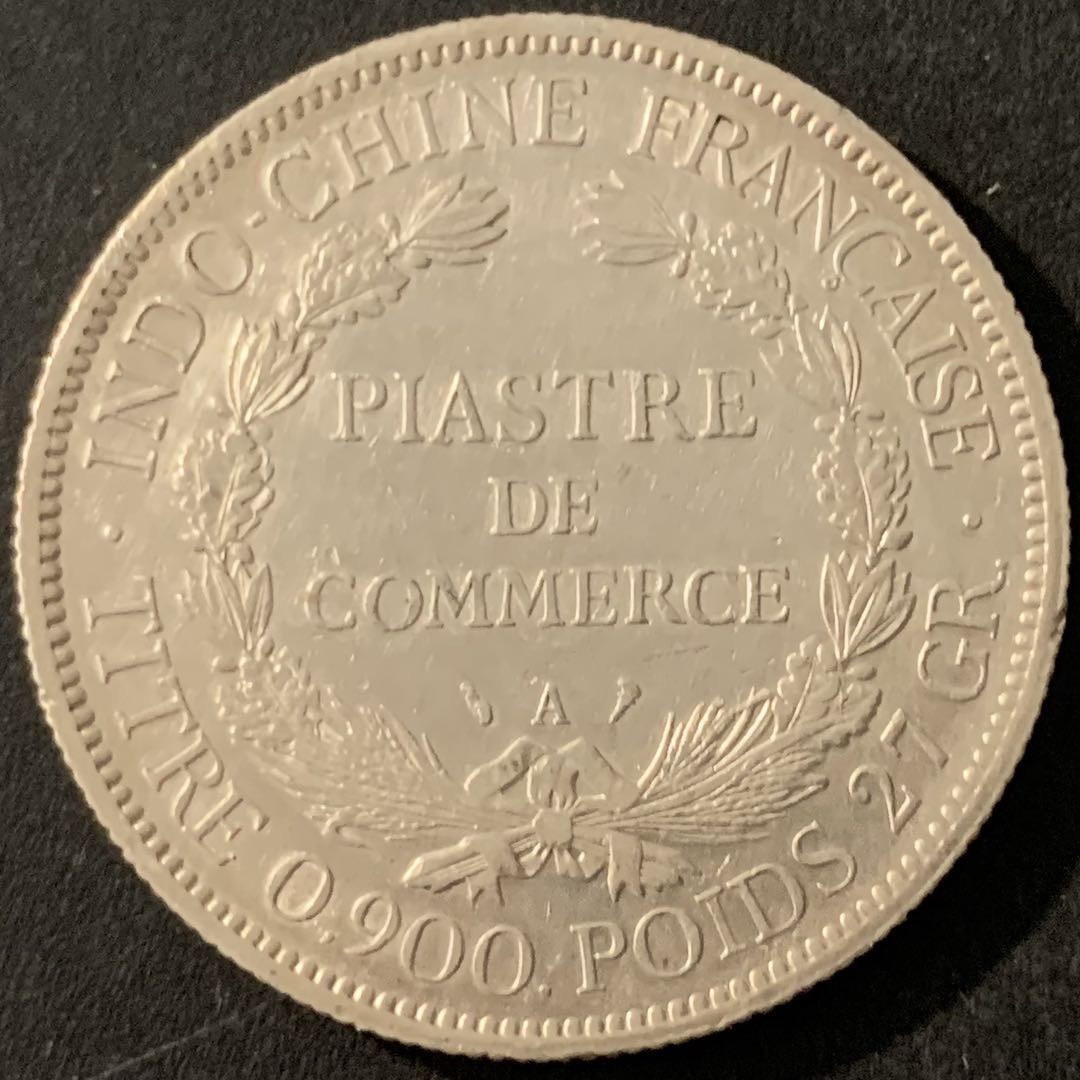 · INDO-CHINE FRANÇAISE ·
PIASTRE
DE
COMMERCE
A
TITRE 0,900. POIDS 27 GR.